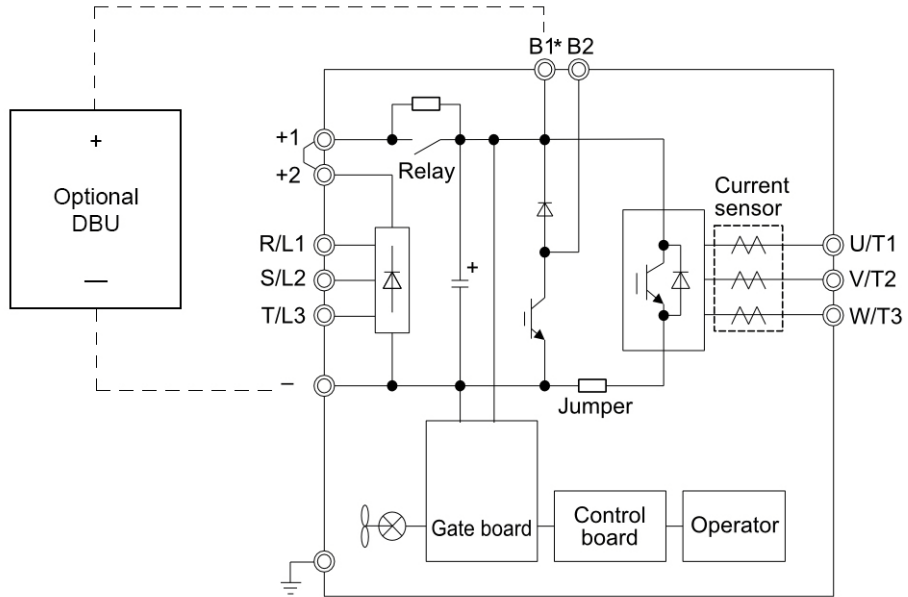 B1* B2
+
Optional
DBU
—
+1
+2
Relay
R/L1
S/L2
T/L3
–
+
Current
sensor
U/T1
V/T2
W/T3
Jumper
Gate board
Control
board
Operator